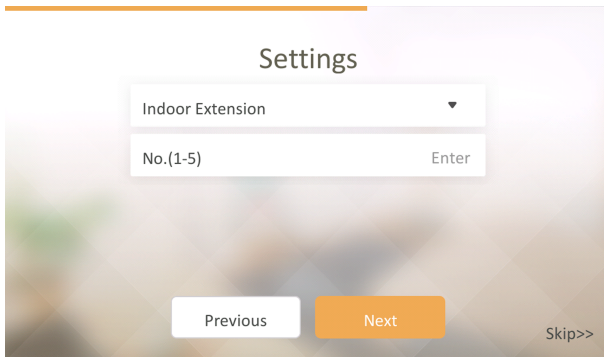 Settings
Indoor Extension
No.(1-5) Enter
Previous Next
Skip>>